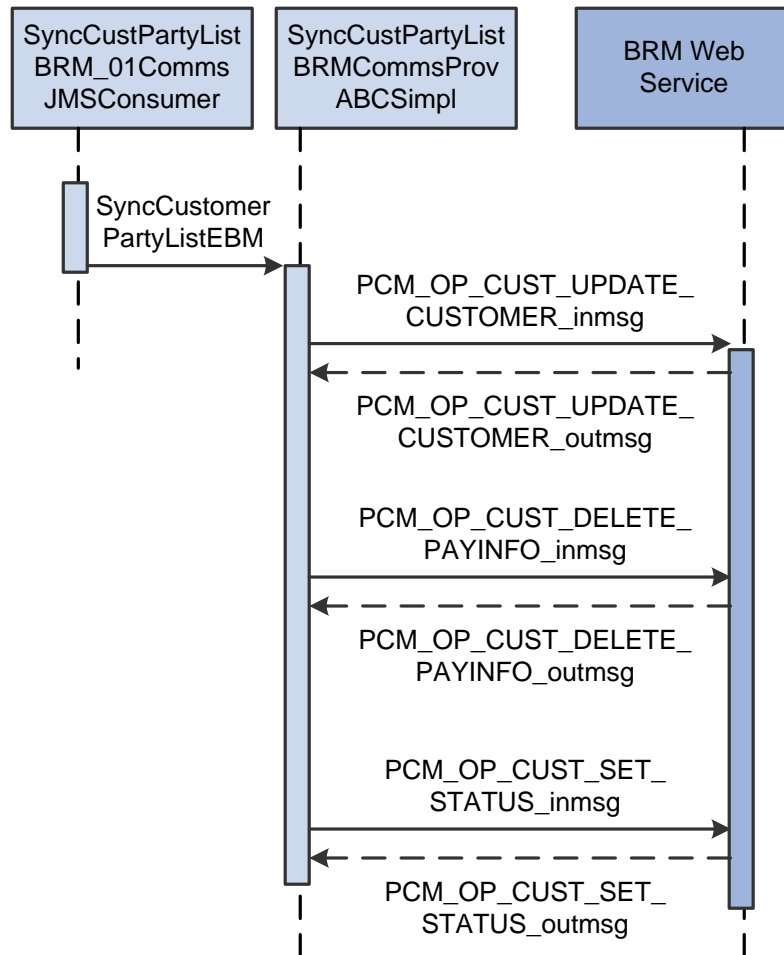 SyncCustPartyList
BRM_01Comms
JMSConsumer
SyncCustPartyList
BRMCommsProv
ABCSimpl
BRM Web
Service
SyncCustomer
PartyListEBM
PCM_OP_CUST_UPDATE_
CUSTOMER_inmsg
PCM_OP_CUST_UPDATE_
CUSTOMER_outmsg
PCM_OP_CUST_DELETE_
PAYINFO_inmsg
PCM_OP_CUST_DELETE_
PAYINFO_outmsg
PCM_OP_CUST_SET_
STATUS_inmsg
PCM_OP_CUST_SET_
STATUS_outmsg